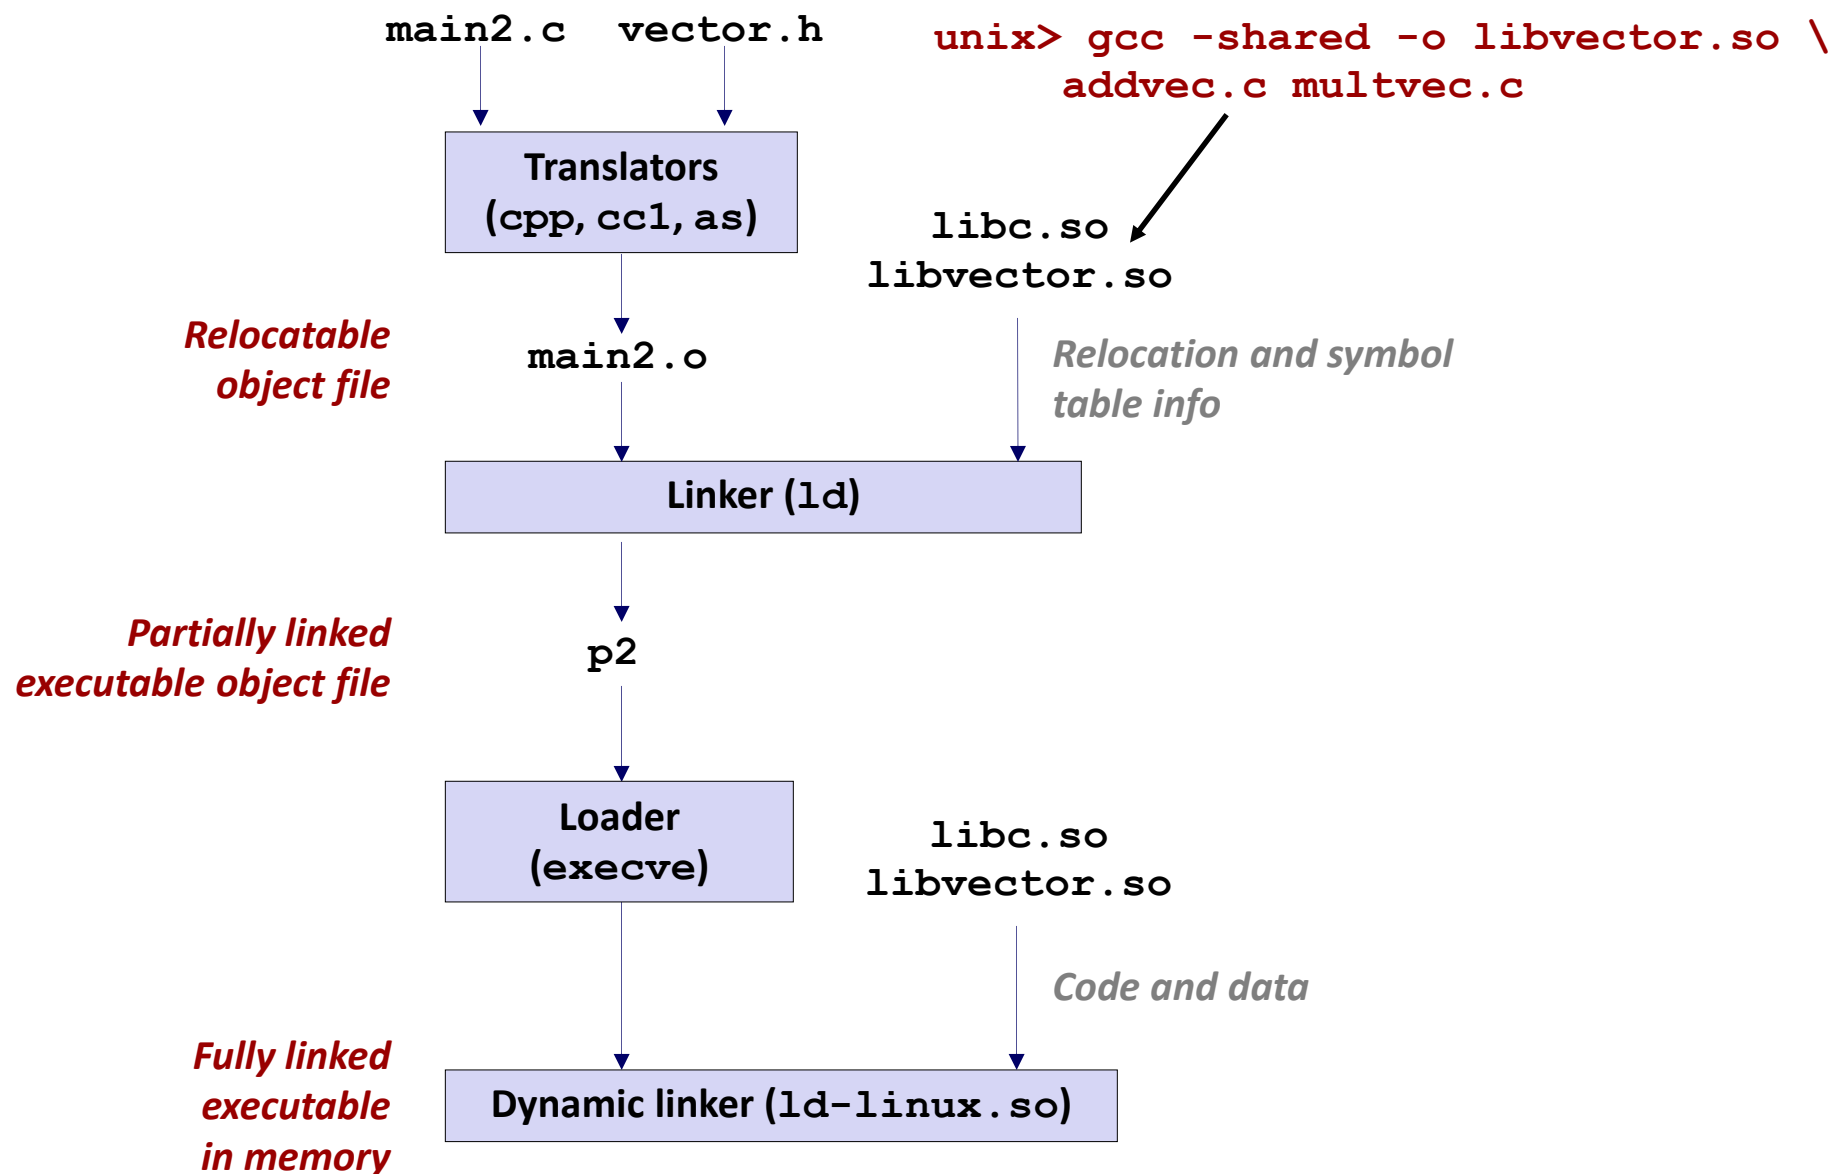 main2.c vector.h
unix> gcc -shared -o libvector.so \
addvec.c multvec.c
Translators
(cpp, cc1, as)
libc.so
libvector.so
Relocatable
object file
main2.o
Relocation and symbol
table info
Linker (ld)
Partially linked
executable object file
p2
Loader
(execve)
libc.so
libvector.so
Code and data
Fully linked
executable
in memory
Dynamic linker (ld-linux.so)